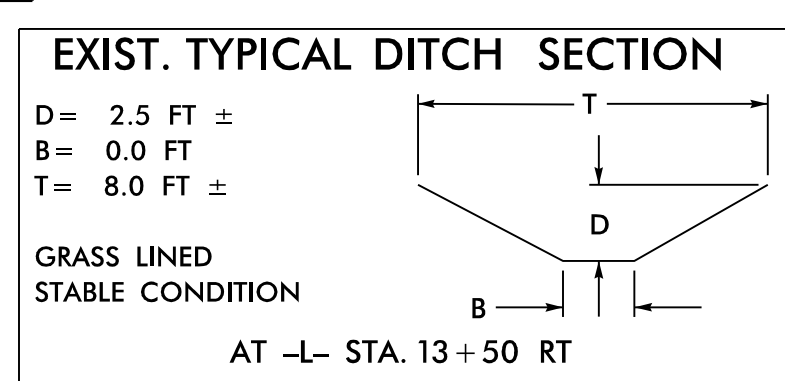 EXIST. TYPICAL DITCH SECTION
D= 2.5 FT ±
B= 0.0 FT
T= 8.0 FT ±
GRASS LINED
STABLE CONDITION
T
D
B
AT -L- STA. 13+50 RT